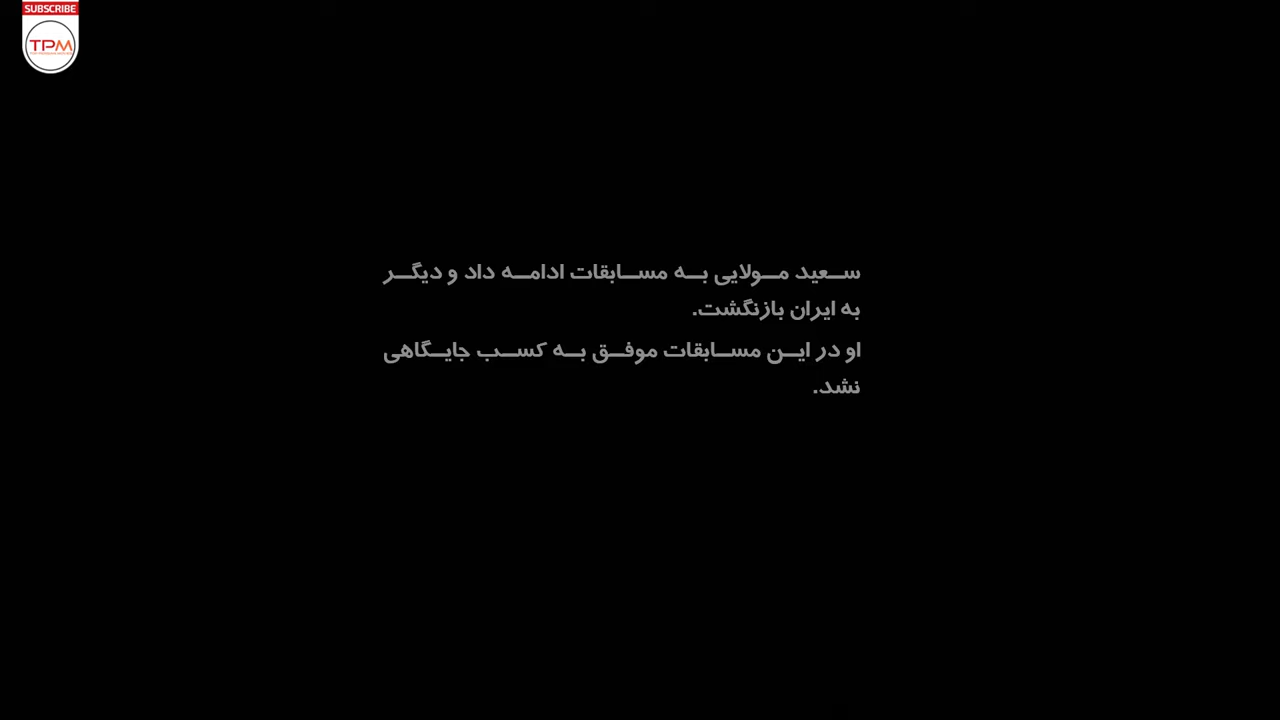 SUBSCRIBE
TPM
سعید مولایی به مسابقات ادامه داد و دیگر
به ایران بازنگشت.
او در این مسابقات موفق به کسب جایگاهی
نشد.